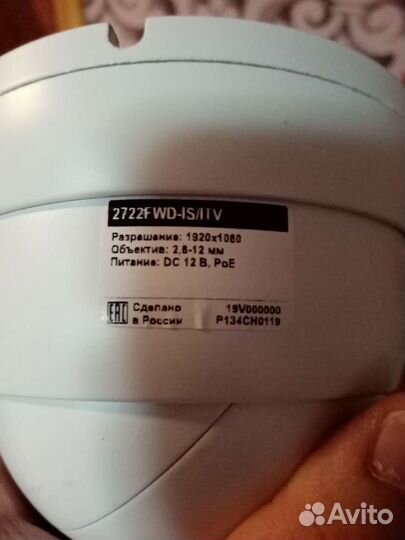 2722FWD-IS/ITV
Разрешение: 1920x1080
Объектив: 2,8-12 мм
Питание: DC 12 В, PoE
EAC Сделано 19V000000
в России P134CH0119
Avito